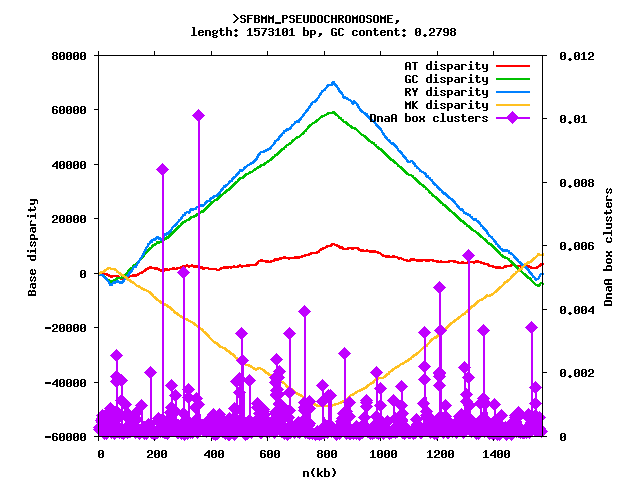 >SFBMM_PSEUDOCHROMOSOME,
length: 1573101 bp, GC content: 0.2798
AT disparity
GC disparity
RY disparity
MK disparity
DnaA box clusters
80000
60000
40000
20000
0
-20000
-40000
-60000
0.012
0.01
0.008
0.006
0.004
0.002
0
Base disparity
DnaA box clusters
0 200 400 600 800 1000 1200 1400
n(kb)